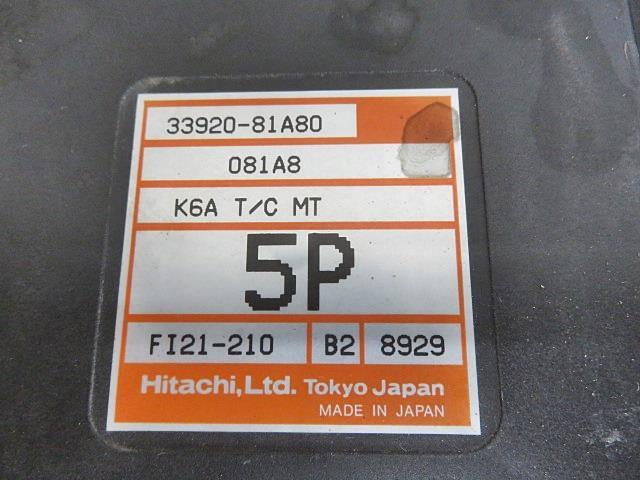 33920-81A80
081A8
K6A T/C MT
5P
FI21-210 B2 8929
Hitachi,Ltd. Tokyo Japan
MADE IN JAPAN